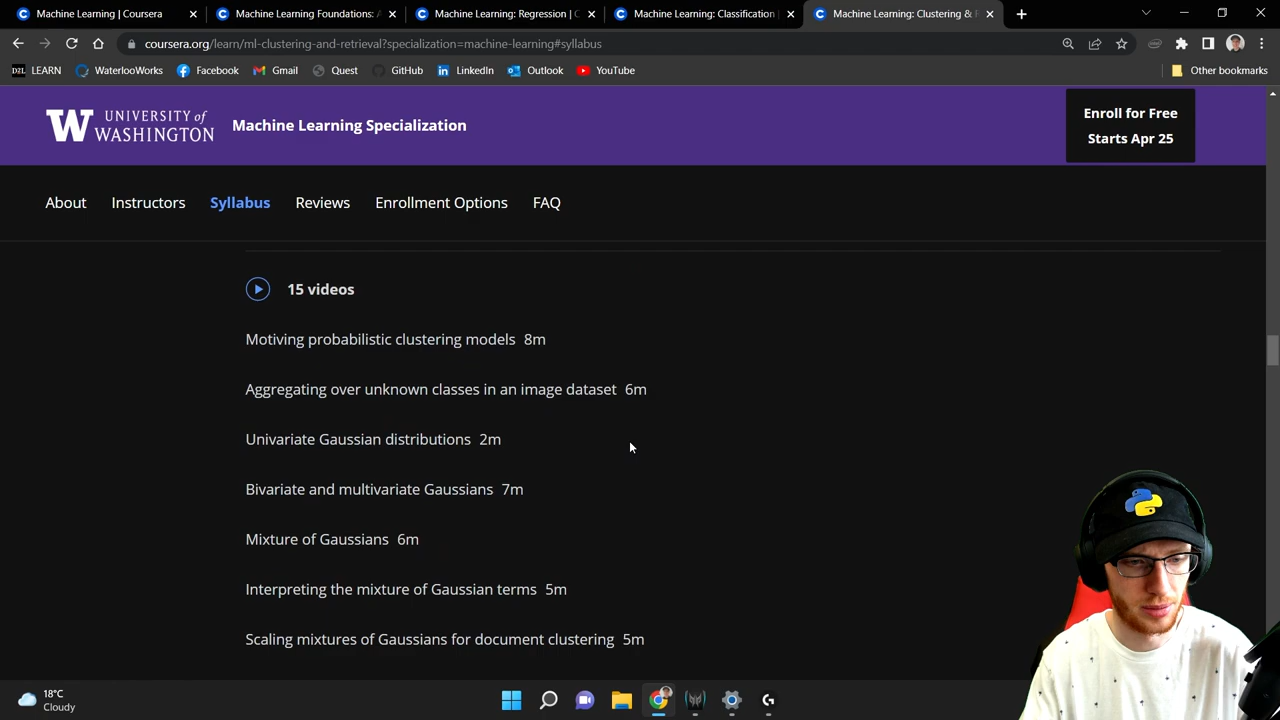 Machine Learning | Coursera
Machine Learning Foundations: A
Machine Learning: Regression | C
Machine Learning: Classification
Machine Learning: Clustering & R
coursera.org/learn/ml-clustering-and-retrieval?specialization=machine-learning#syllabus
D2L LEARN
WaterlooWorks
Facebook
Gmail
Quest
GitHub
LinkedIn
Outlook
YouTube
Other bookmarks
W UNIVERSITY of WASHINGTON
Machine Learning Specialization
Enroll for Free
Starts Apr 25
About
Instructors
Syllabus
Reviews
Enrollment Options
FAQ
15 videos
Motiving probabilistic clustering models 8m
Aggregating over unknown classes in an image dataset 6m
Univariate Gaussian distributions 2m
Bivariate and multivariate Gaussians 7m
Mixture of Gaussians 6m
Interpreting the mixture of Gaussian terms 5m
Scaling mixtures of Gaussians for document clustering 5m
18°C
Cloudy